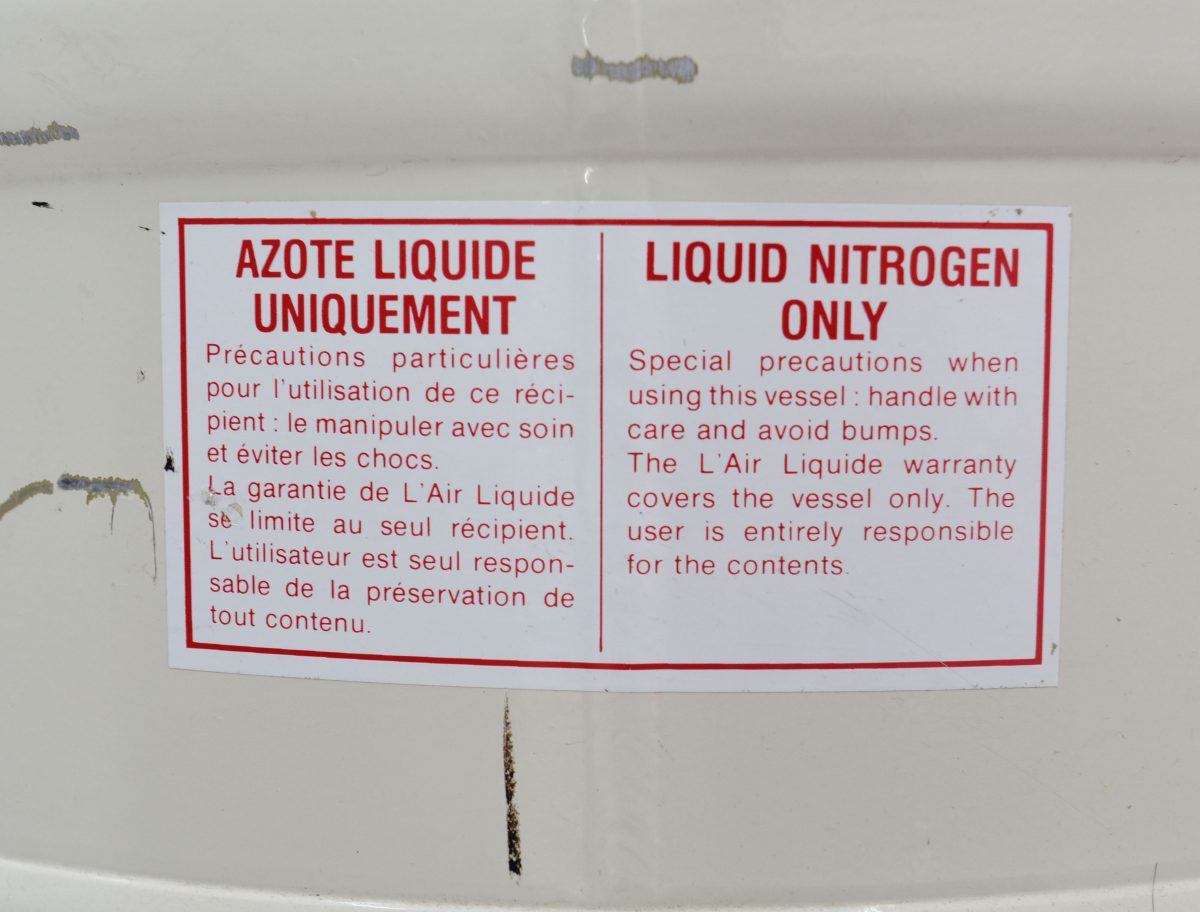 AZOTE LIQUIDE
UNIQUEMENT
Précautions particulières
pour l'utilisation de ce réci-
pient : le manipuler avec soin
et éviter les chocs.
La garantie de L'Air Liquide
se limite au seul récipient.
L'utilisateur est seul respon-
sable de la préservation de
tout contenu.
LIQUID NITROGEN
ONLY
Special precautions when
using this vessel : handle with
care and avoid bumps.
The L'Air Liquide warranty
covers the vessel only. The
user is entirely responsible
for the contents.